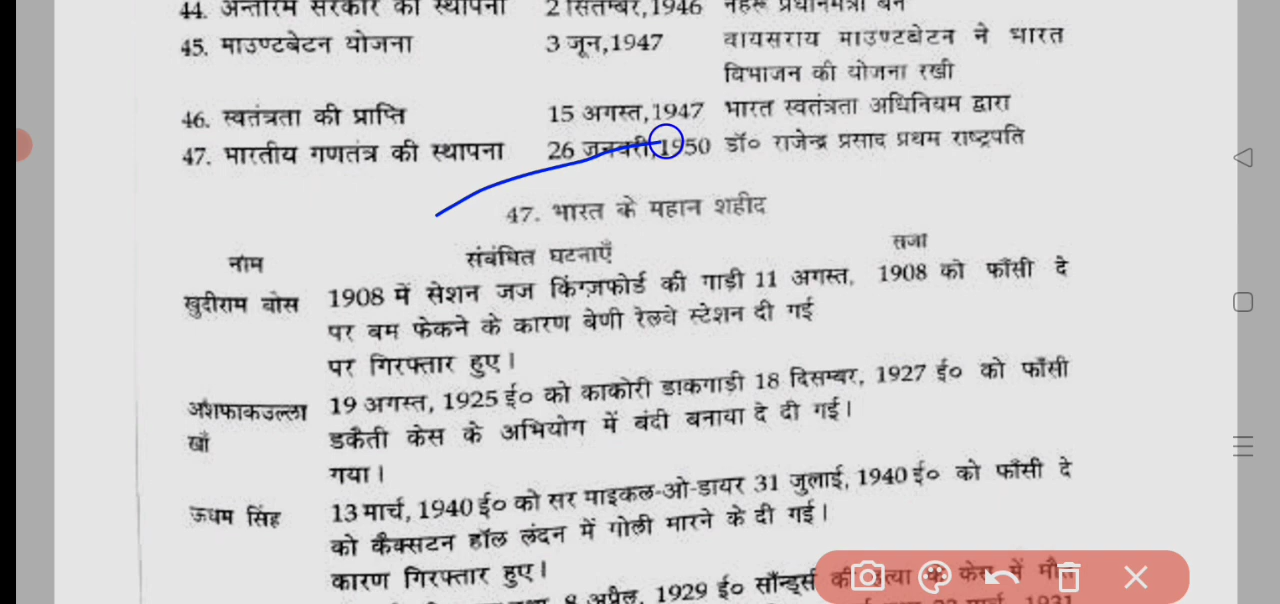 44. अन्तरिम सरकार की स्थापना 2 सितम्बर,1946 नेहरू प्रधानमंत्री बने
45. माउण्टबेटन योजना 3 जून,1947 वायसराय माउण्टबेटन ने भारत
विभाजन की योजना रखी
46. स्वतंत्रता की प्राप्ति 15 अगस्त,1947 भारत स्वतंत्रता अधिनियम द्वारा
47. भारतीय गणतंत्र की स्थापना 26 जनवरी,1950 डॉ० राजेन्द्र प्रसाद प्रथम राष्ट्रपति
47. भारत के महान शहीद
नाम संबंधित घटनाएँ सजा
खुदीराम बोस 1908 में सेशन जज किंग्ज़फोर्ड की गाड़ी 11 अगस्त, 1908 को फाँसी दे
पर बम फेकने के कारण बेणी रेलवे स्टेशन दी गई
पर गिरफ्तार हुए।
अशफाकउल्ला 19 अगस्त, 1925 ई० को काकोरी डाकगाड़ी 18 दिसम्बर, 1927 ई० को फाँसी
खाँ डकैती केस के अभियोग में बंदी बनाया दे दी गई।
गया।
ऊधम सिंह 13 मार्च, 1940 ई० को सर माइकल-ओ-डायर 31 जुलाई, 1940 ई० को फाँसी दे
को कैक्सटन हॉल लंदन में गोली मारने के दी गई।
कारण गिरफ्तार हुए।
8 अप्रैल, 1929 ई० सॉन्डर्स की हत्या के केस में मौत